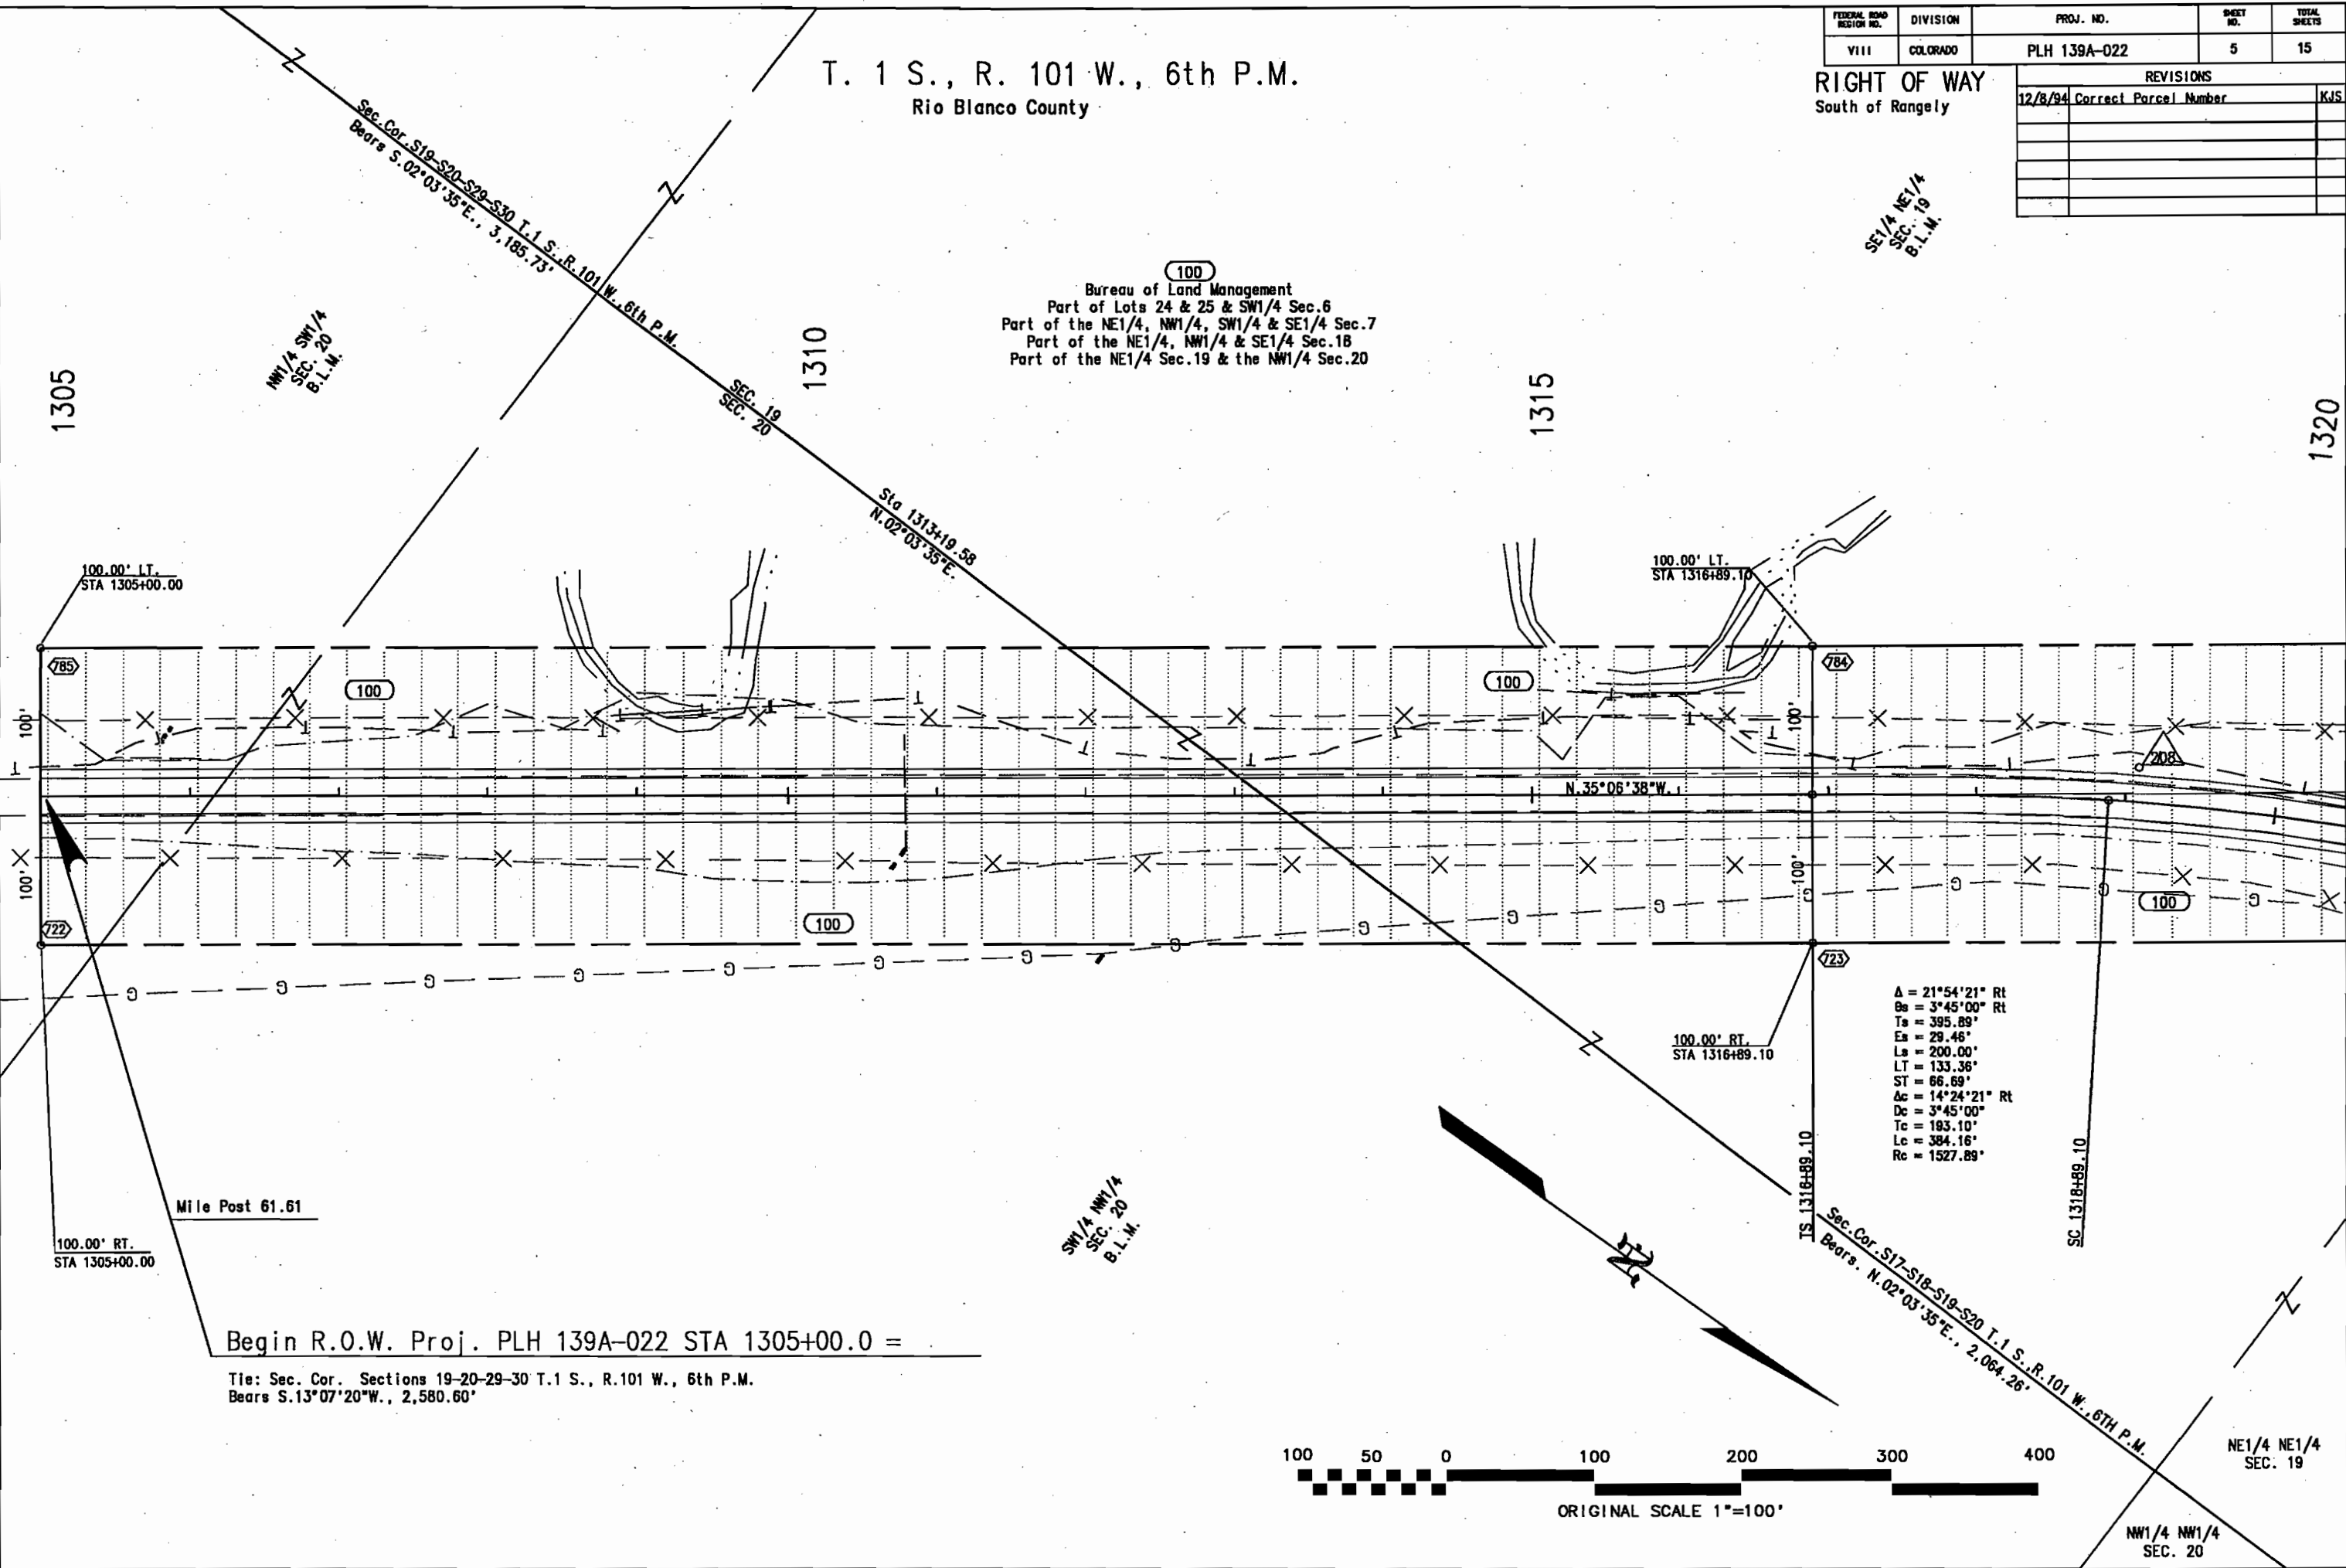 FEDERAL ROAD REGION NO.
DIVISION
PROJ. NO.
SHEET NO.
TOTAL SHEETS
VIII
COLORADO
PLH 139A-022
5
15
RIGHT OF WAY
South of Rangely
REVISIONS
12/8/94 Correct Parcel Number KJS
T. 1 S., R. 101 W., 6th P.M.
Rio Blanco County
Sec.Cor.S19-S20-S29-S30 T.1 S.,R.101 W.,6th P.M.
Bears S.02°03'35"E., 3,185.73'
SE1/4 NE1/4
SEC. 19
B.L.M.
100
Bureau of Land Management
Part of Lots 24 & 25 & SW1/4 Sec.6
Part of the NE1/4, NW1/4, SW1/4 & SE1/4 Sec.7
Part of the NE1/4, NW1/4 & SE1/4 Sec.18
Part of the NE1/4 Sec.19 & the NW1/4 Sec.20
NW1/4 SW1/4
SEC. 20
B.L.M.
1305
1310
1315
1320
SEC. 19
SEC. 20
Sta 1313+19.58
N.02°03'35"E.
100.00' LT.
STA 1305+00.00
100.00' LT.
STA 1316+89.10
785
100
100
784
100'
100'
208
N.35°06'38"W.
100'
100'
722
100
100
723
G G G G G G G G G G G G G G G
Δ = 21°54'21" Rt
θs = 3°45'00" Rt
Ts = 395.89'
Es = 29.46'
Ls = 200.00'
LT = 133.36'
ST = 66.69'
Δc = 14°24'21" Rt
Dc = 3°45'00"
Tc = 193.10'
Lc = 384.16'
Rc = 1527.89'
100.00' RT.
STA 1316+89.10
TS 1316+89.10
SC 1318+89.10
Mile Post 61.61
100.00' RT.
STA 1305+00.00
SW1/4 NW1/4
SEC. 20
B.L.M.
N
Sec.Cor.S17-S18-S19-S20 T.1 S.,R.101 W.,6TH P.M.
Bears. N.02°03'35"E., 2,064.26'
Begin R.O.W. Proj. PLH 139A-022 STA 1305+00.0 =
Tie: Sec. Cor. Sections 19-20-29-30 T.1 S., R.101 W., 6th P.M.
Bears S.13°07'20"W., 2,580.60'
100 50 0 100 200 300 400
ORIGINAL SCALE 1"=100'
NE1/4 NE1/4
SEC. 19
NW1/4 NW1/4
SEC. 20